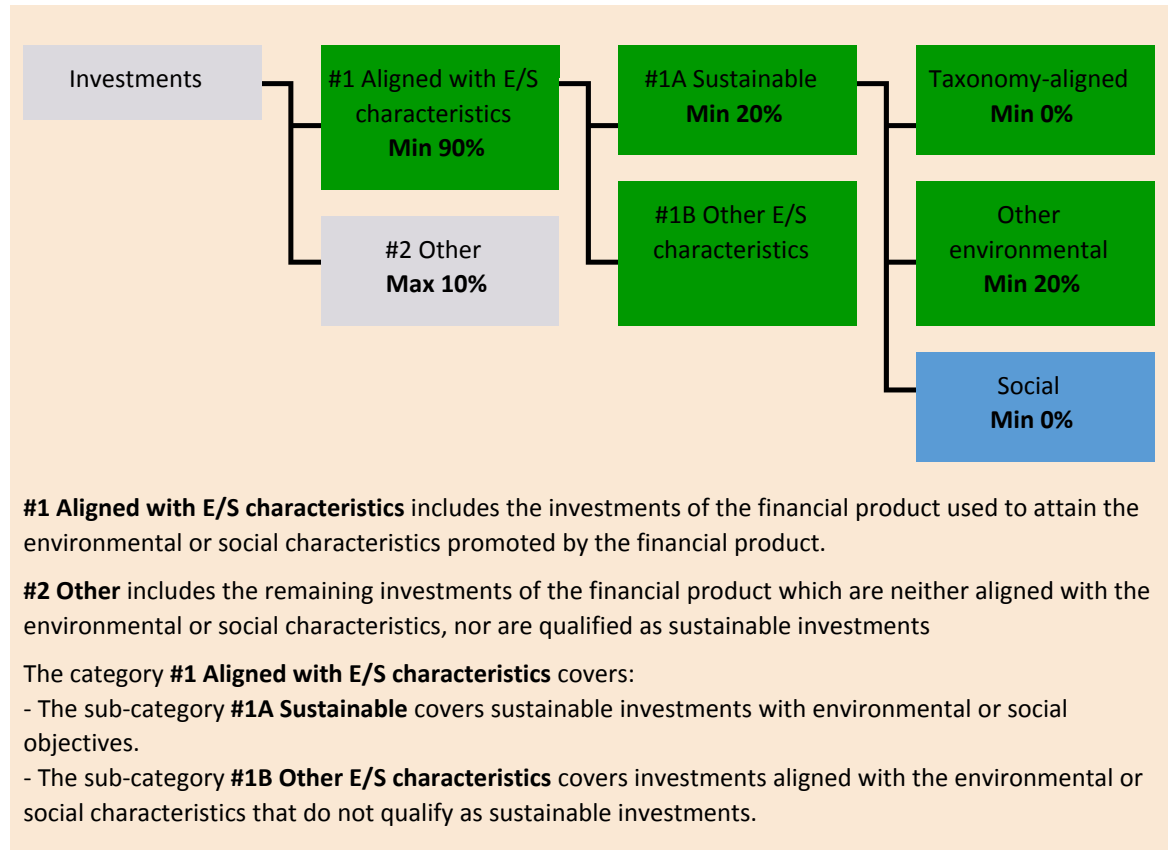 Investments
#1 Aligned with E/S
characteristics
Min 90%
#2 Other
Max 10%
#1A Sustainable
Min 20%
#1B Other E/S
characteristics
Taxonomy-aligned
Min 0%
Other
environmental
Min 20%
Social
Min 0%
#1 Aligned with E/S characteristics includes the investments of the financial product used to attain the
environmental or social characteristics promoted by the financial product.
#2 Other includes the remaining investments of the financial product which are neither aligned with the
environmental or social characteristics, nor are qualified as sustainable investments
The category #1 Aligned with E/S characteristics covers:
- The sub-category #1A Sustainable covers sustainable investments with environmental or social
objectives.
- The sub-category #1B Other E/S characteristics covers investments aligned with the environmental or
social characteristics that do not qualify as sustainable investments.